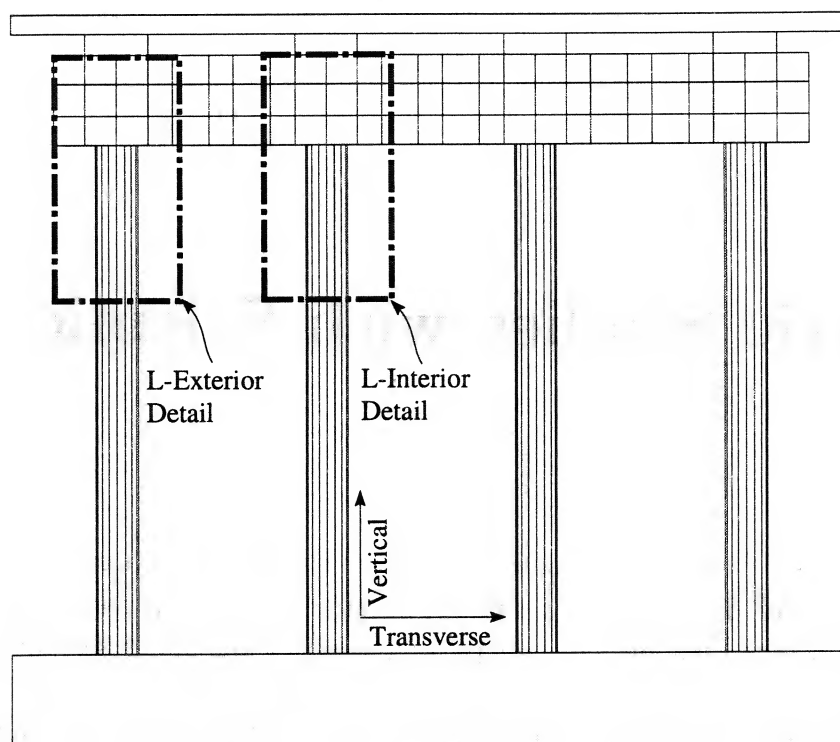 L-Exterior
Detail
L-Interior
Detail
Vertical
Transverse